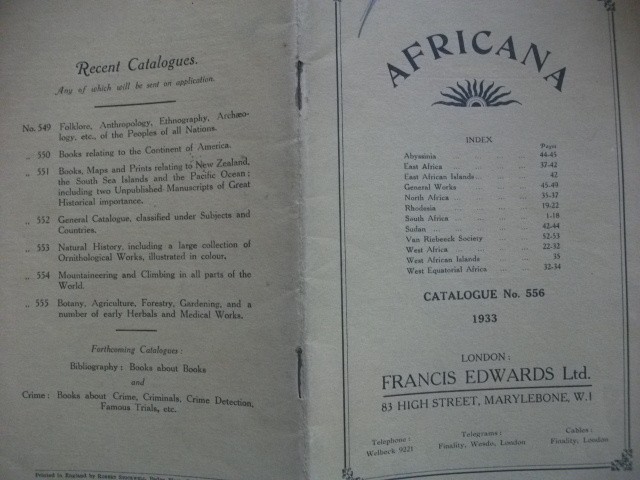 Recent Catalogues.
Any of which will be sent on application.
No. 549 Folklore, Anthropology, Ethnography, Archæo-
logy, etc., of the Peoples of all Nations.
„ 550 Books relating to the Continent of America.
„ 551 Books, Maps and Prints relating to New Zealand,
the South Sea Islands and the Pacific Ocean;
including two Unpublished Manuscripts of Great
Historical importance.
„ 552 General Catalogue, classified under Subjects and
Countries.
„ 553 Natural History, including a large collection of
Ornithological Works, illustrated in colour.
„ 554 Mountaineering and Climbing in all parts of the
World.
„ 555 Botany, Agriculture, Forestry, Gardening, and a
number of early Herbals and Medical Works.
Forthcoming Catalogues:
Bibliography: Books about Books
and
Crime: Books about Crime, Criminals, Crime Detection,
Famous Trials, etc.
Printed in England by
AFRICANA
INDEX
Pages
Abyssinia 44-45
East Africa 37-42
East African Islands 42
General Works 45-49
North Africa 35-37
Rhodesia 19-22
South Africa 1-18
Sudan 42-44
Van Riebeeck Society 52-53
West Africa 22-32
West African Islands 35
West Equatorial Africa 32-34
CATALOGUE No. 556
1933
LONDON:
FRANCIS EDWARDS Ltd.
83 HIGH STREET, MARYLEBONE, W.1
Telephone: Telegrams: Cables:
Welbeck 9221 Finality, Wesdo, London Finality, London